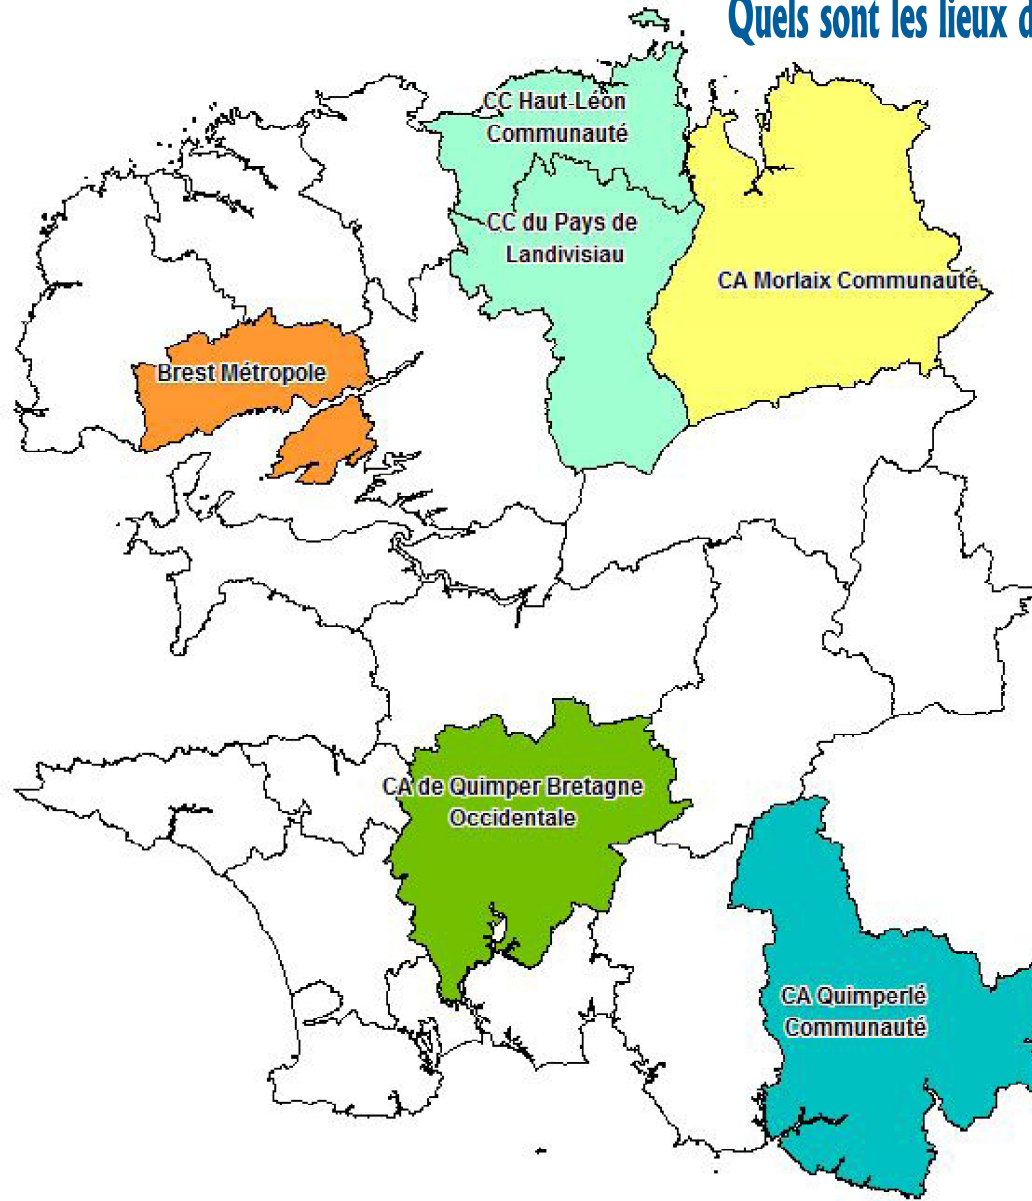 Quels sont les lieux d
CC Haut-Léon
Communauté
CC du Pays de
Landivisiau
CA Morlaix Communauté
Brest Métropole
CA de Quimper Bretagne
Occidentale
CA Quimperlé
Communauté